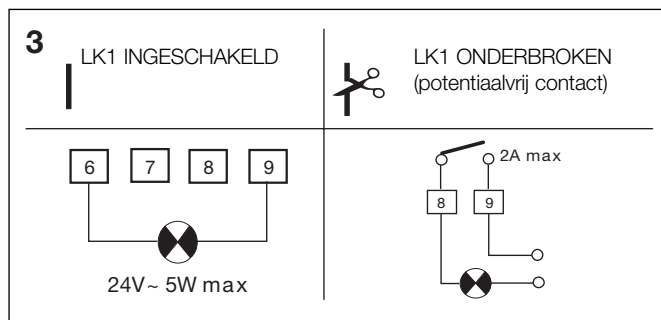 3
LK1 INGESCHAKELD
LK1 ONDERBROKEN
(potentiaalvrij contact)
6 7 8 9
24V~ 5W max
2A max
8 9